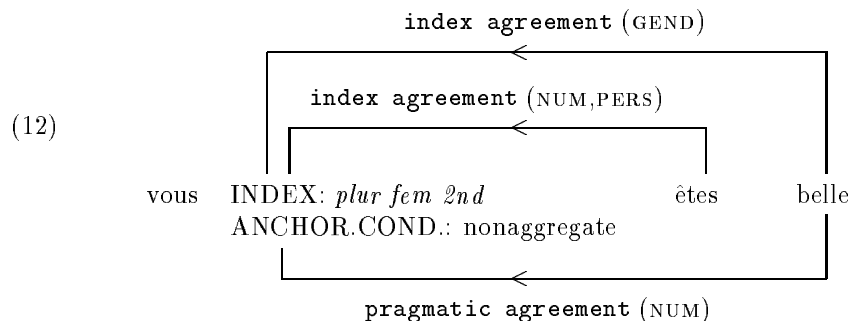 index agreement (GEND)
index agreement (NUM,PERS)
(12)
vous INDEX: plur fem 2nd êtes belle
ANCHOR.COND.: nonaggregate
pragmatic agreement (NUM)